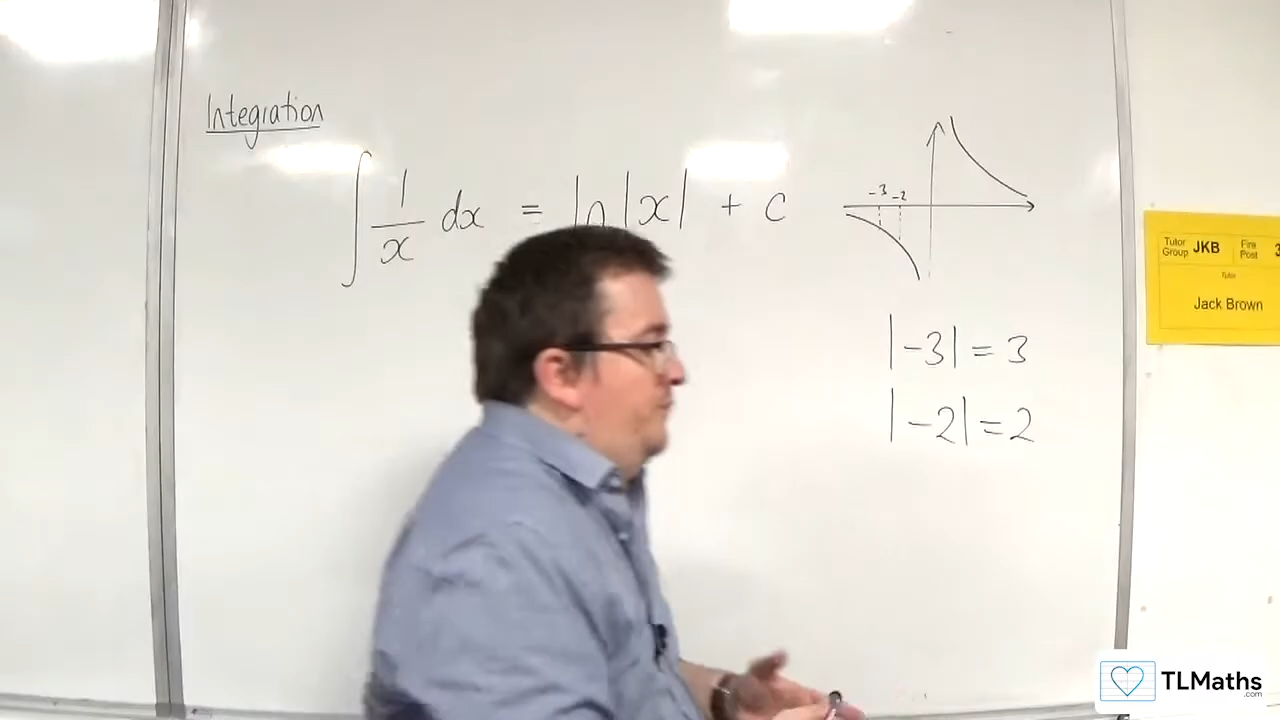 Integration
∫ 1/x dx = ln|x| + c
-3 -2
|-3| = 3
|-2| = 2
Tutor Group JKB Fire Post 3
Tutor
Jack Brown
TLMaths
.com